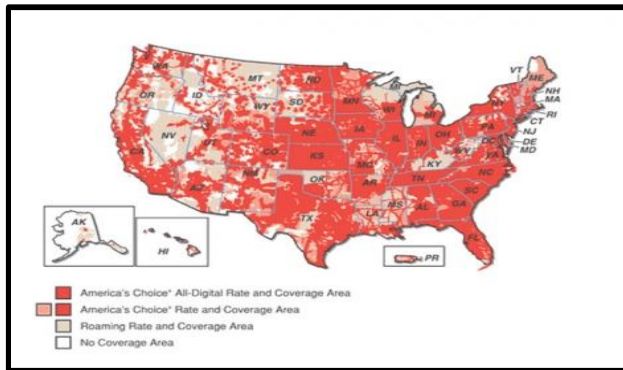 WA
MT
ND
MN
OR
ID
WY
SD
WI
MI
MI
VT
ME
NH
MA
RI
CT
NJ
DE
MD
NY
PA
NV
UT
CO
NE
IA
IL
IN
OH
WV
DC
VA
CA
KS
MO
KY
NC
AZ
NM
OK
AR
TN
SC
TX
LA
MS
AL
GA
FL
AK
HI
PR
America's Choice* All-Digital Rate and Coverage Area
America's Choice* Rate and Coverage Area
Roaming Rate and Coverage Area
No Coverage Area